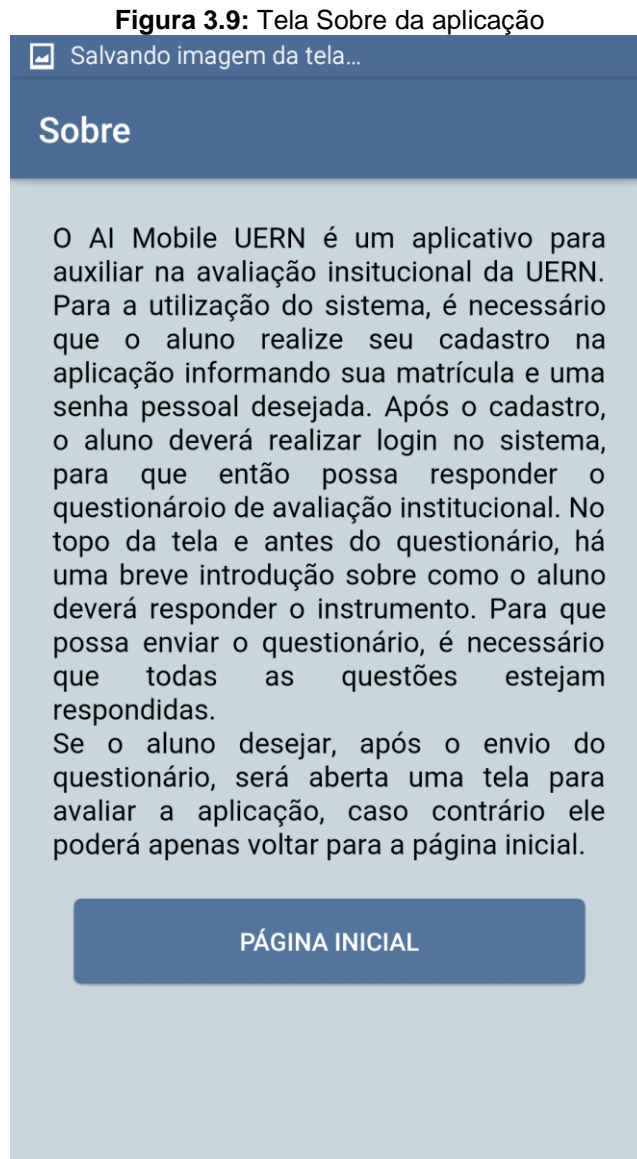 Figura 3.9: Tela Sobre da aplicação
Salvando imagem da tela...
Sobre
O AI Mobile UERN é um aplicativo para
auxiliar na avaliação insitucional da UERN.
Para a utilização do sistema, é necessário
que o aluno realize seu cadastro na
aplicação informando sua matrícula e uma
senha pessoal desejada. Após o cadastro,
o aluno deverá realizar login no sistema,
para que então possa responder o
questionároio de avaliação institucional. No
topo da tela e antes do questionário, há
uma breve introdução sobre como o aluno
deverá responder o instrumento. Para que
possa enviar o questionário, é necessário
que todas as questões estejam
respondidas.
Se o aluno desejar, após o envio do
questionário, será aberta uma tela para
avaliar a aplicação, caso contrário ele
poderá apenas voltar para a página inicial.
PÁGINA INICIAL